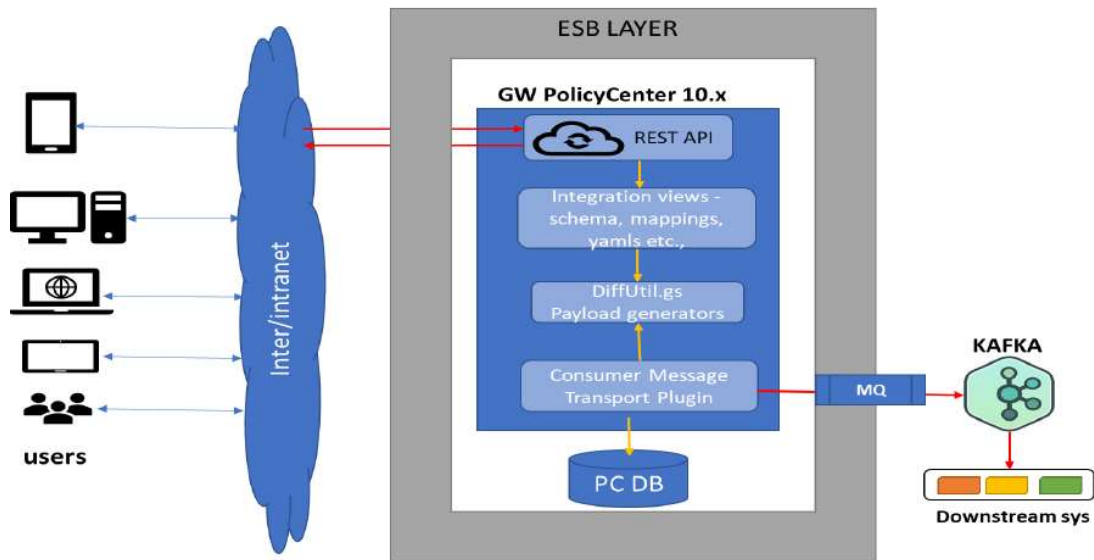 ESB LAYER
GW PolicyCenter 10.x
REST API
Integration views -
schema, mappings,
yamls etc.,
DiffUtil.gs
Payload generators
Consumer Message
Transport Plugin
PC DB
Inter/intranet
users
MQ
KAFKA
Downstream sys